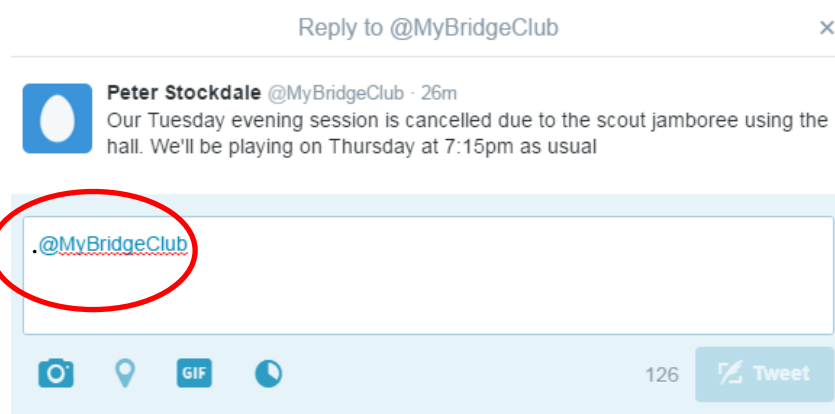 Reply to @MyBridgeClub ×
Peter Stockdale @MyBridgeClub · 26m
Our Tuesday evening session is cancelled due to the scout jamboree using the
hall. We'll be playing on Thursday at 7:15pm as usual
.@MyBridgeClub
GIF
126 Tweet